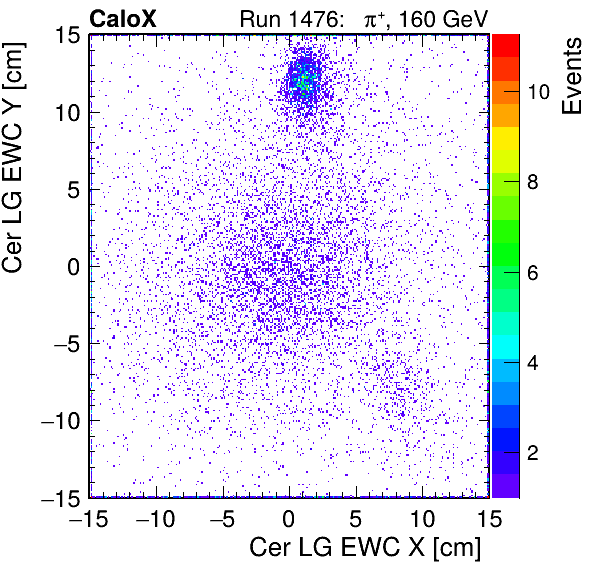 CaloX Run 1476: π⁺, 160 GeV
Cer LG EWC Y [cm]
15
10
5
0
−5
−10
−15
−15 −10 −5 0 5 10 15
Cer LG EWC X [cm]
Events
10
8
6
4
2